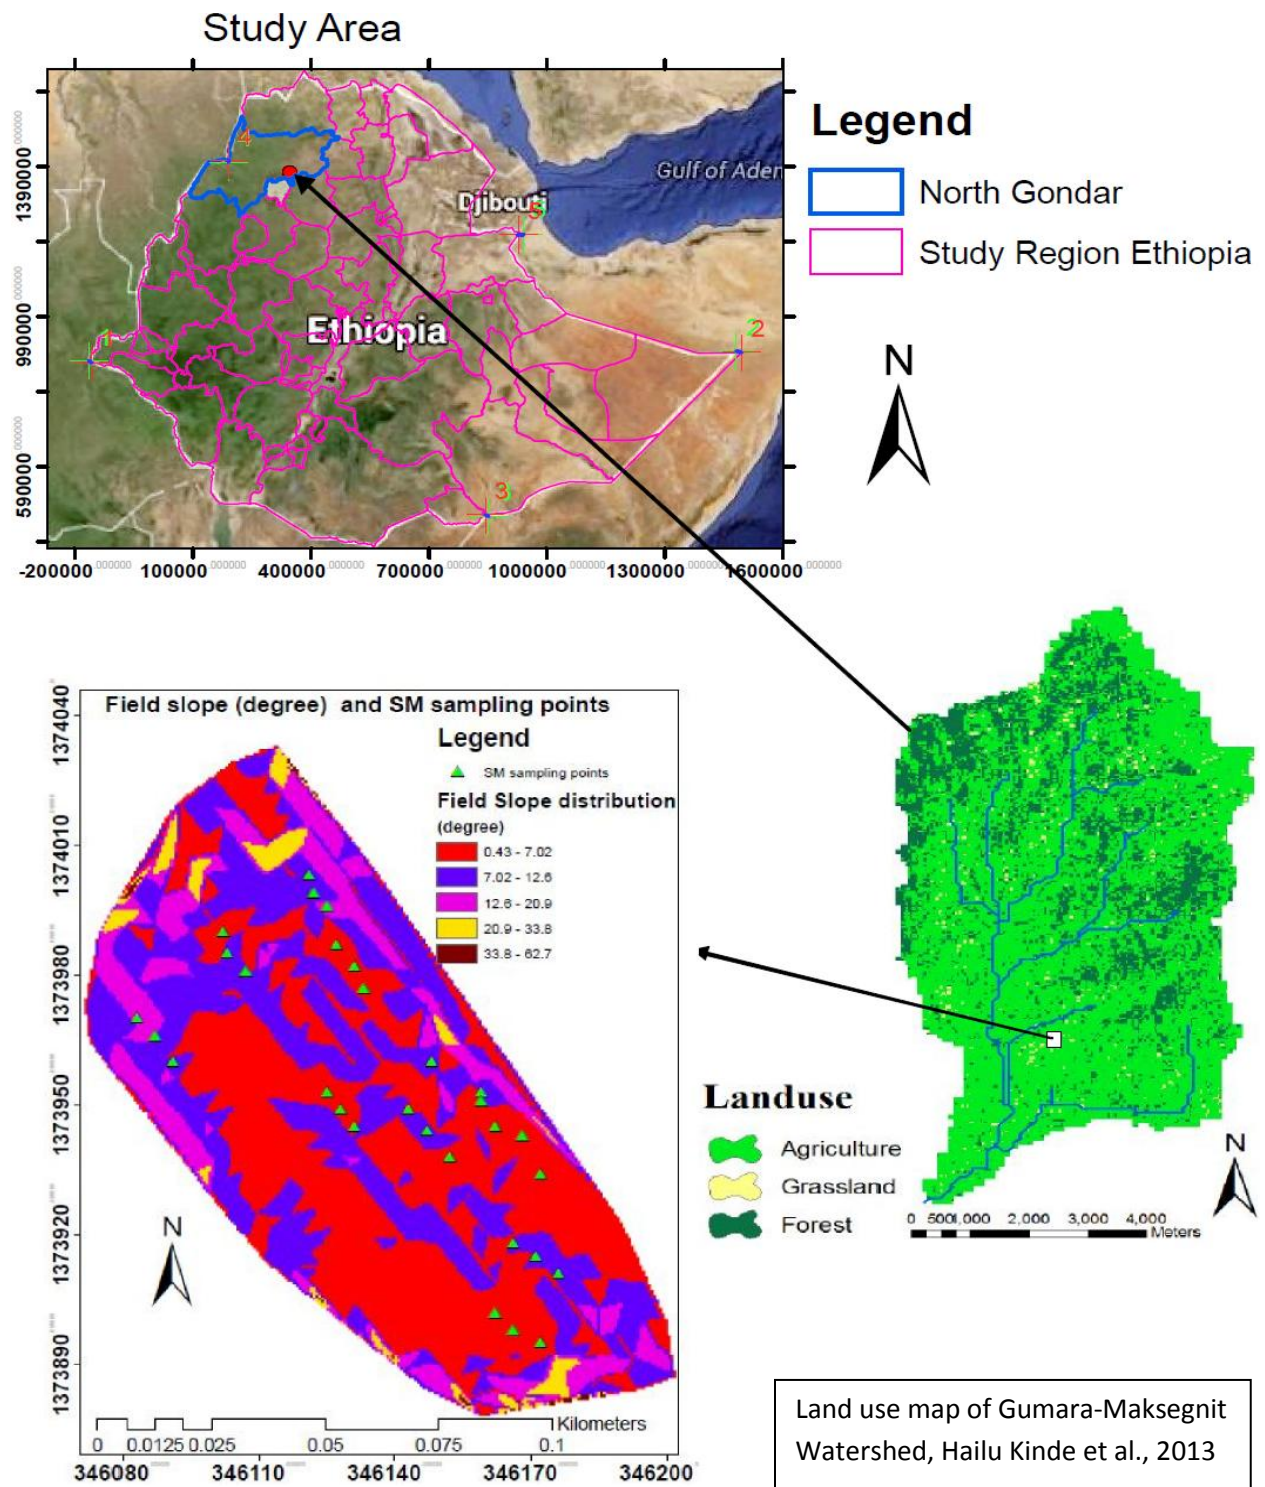 Study Area
4
Gulf of Aden
Djibouti
5
1390000
990000
590000
1
Ethiopia
2
3
-200000 100000 400000 700000 1000000 1300000 1600000
Legend
North Gondar
Study Region Ethiopia
N
Field slope (degree) and SM sampling points
Legend
SM sampling points
Field Slope distribution
(degree)
0.43 - 7.02
7.02 - 12.6
12.6 - 20.9
20.9 - 33.8
33.8 - 62.7
1374040
1374010
1373980
1373950
1373920
1373890
N
Kilometers
0 0.0125 0.025 0.05 0.075 0.1
346080 346110 346140 346170 346200
Landuse
Agriculture
Grassland
Forest
N
0 500 1,000 2,000 3,000 4,000
Meters
Land use map of Gumara-Maksegnit
Watershed, Hailu Kinde et al., 2013